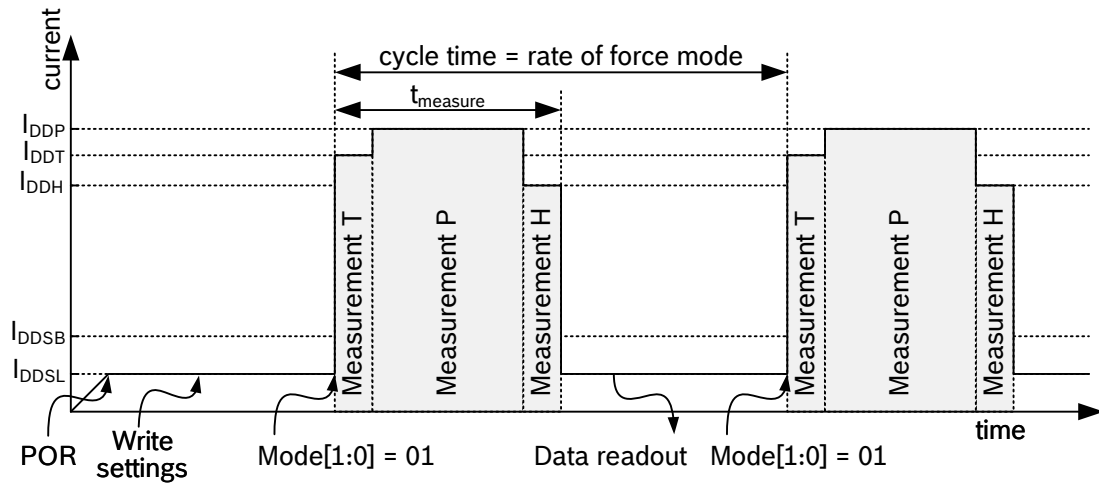 current
cycle time = rate of force mode
tmeasure
IDDP
IDDT
IDDH
IDDSB
IDDSL
Measurement T
Measurement P
Measurement H
Measurement T
Measurement P
Measurement H
time
POR
Write
settings
Mode[1:0] = 01
Data readout
Mode[1:0] = 01